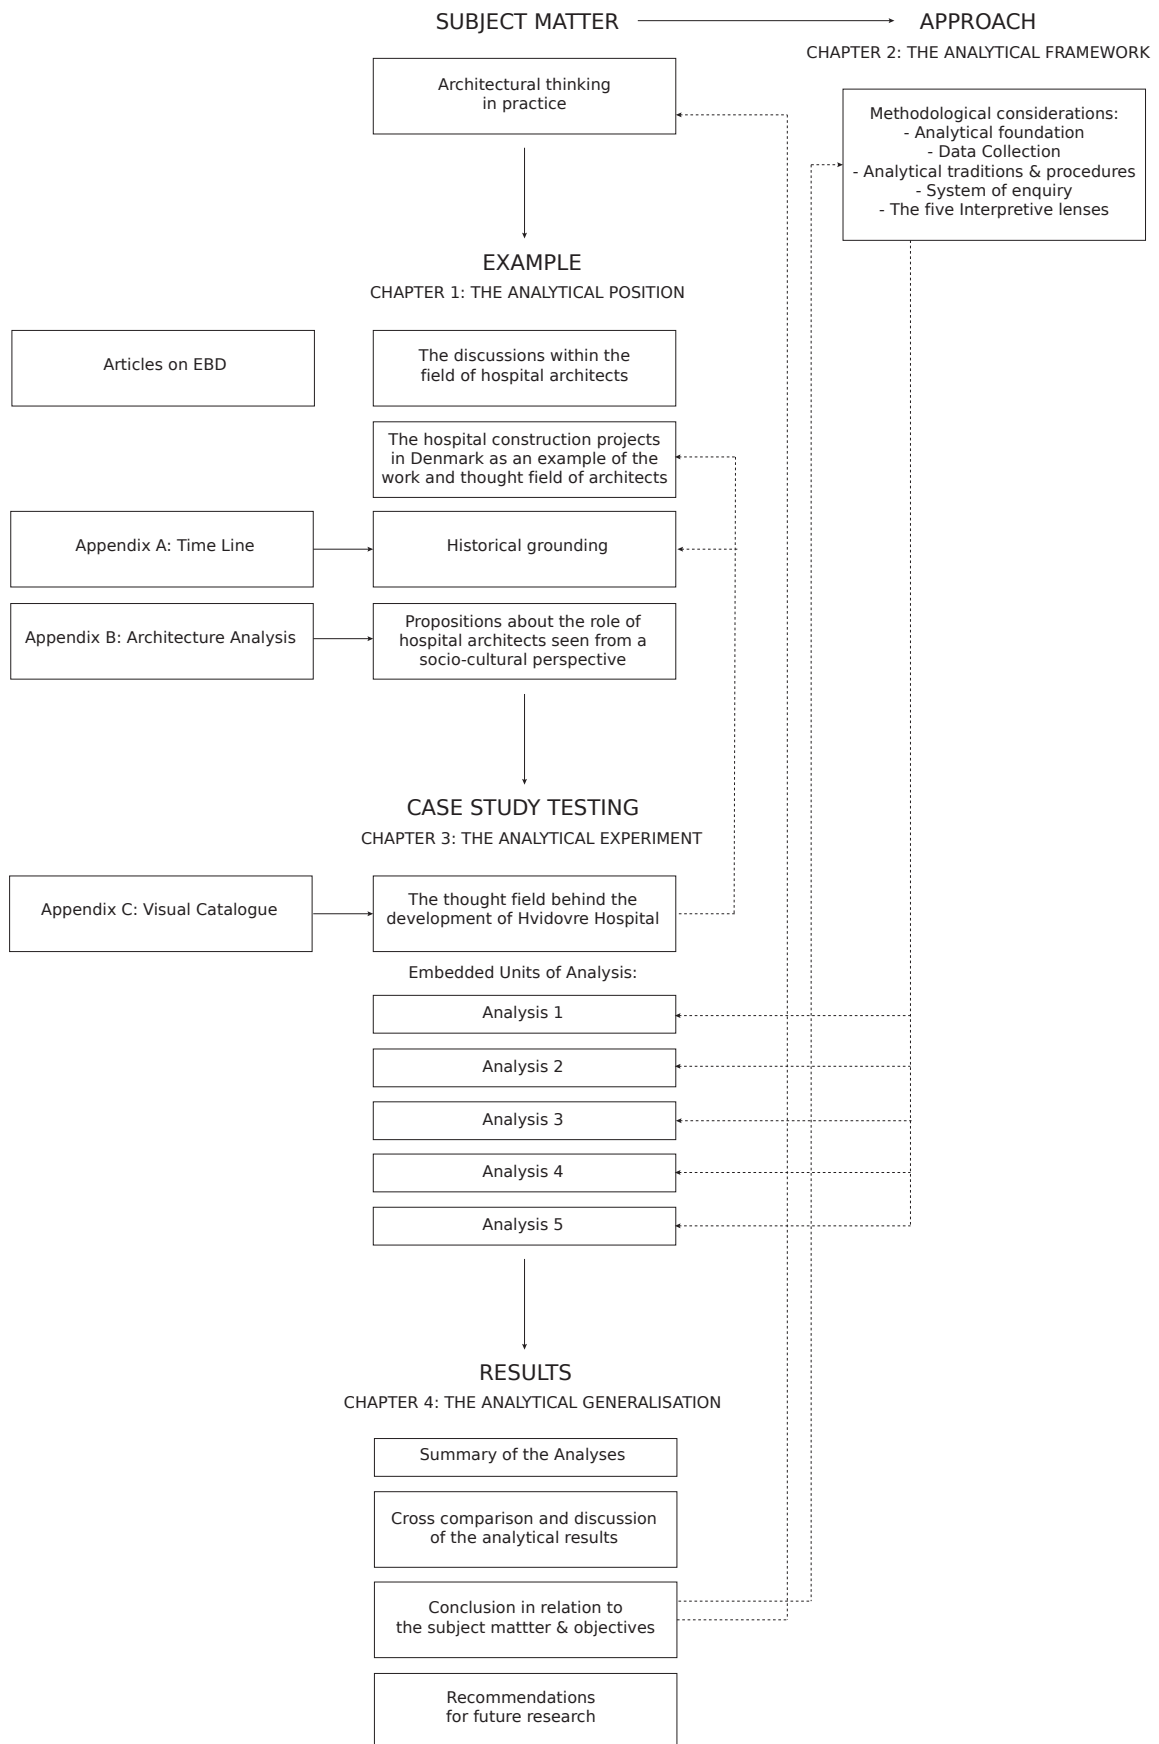 SUBJECT MATTER
APPROACH
CHAPTER 2: THE ANALYTICAL FRAMEWORK
Architectural thinking
in practice
Methodological considerations:
- Analytical foundation
- Data Collection
- Analytical traditions & procedures
- System of enquiry
- The five Interpretive lenses
EXAMPLE
CHAPTER 1: THE ANALYTICAL POSITION
Articles on EBD
The discussions within the
field of hospital architects
The hospital construction projects
in Denmark as an example of the
work and thought field of architects
Appendix A: Time Line
Historical grounding
Appendix B: Architecture Analysis
Propositions about the role of
hospital architects seen from a
socio-cultural perspective
CASE STUDY TESTING
CHAPTER 3: THE ANALYTICAL EXPERIMENT
Appendix C: Visual Catalogue
The thought field behind the
development of Hvidovre Hospital
Embedded Units of Analysis:
Analysis 1
Analysis 2
Analysis 3
Analysis 4
Analysis 5
RESULTS
CHAPTER 4: THE ANALYTICAL GENERALISATION
Summary of the Analyses
Cross comparison and discussion
of the analytical results
Conclusion in relation to
the subject mattter & objectives
Recommendations
for future research